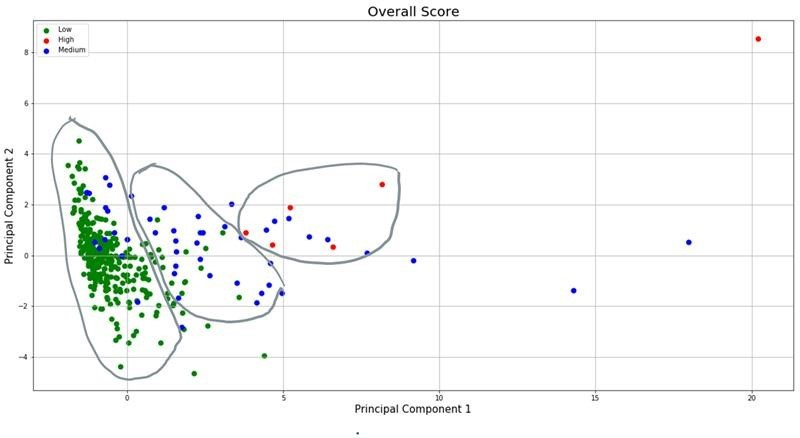 Overall Score
Low
High
Medium
8
6
4
2
0
−2
−4
Principal Component 2
0
5
10
15
20
Principal Component 1